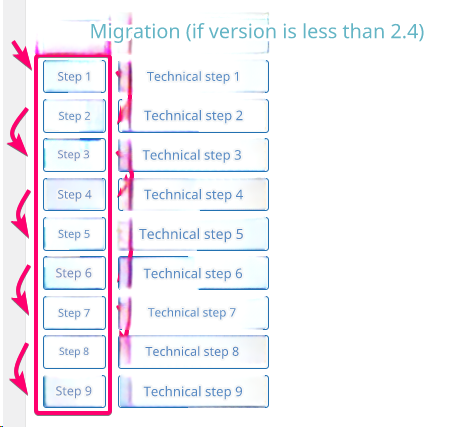 Migration (if version is less than 2.4)
Step 1 Technical step 1
Step 2 Technical step 2
Step 3 Technical step 3
Step 4 Technical step 4
Step 5 Technical step 5
Step 6 Technical step 6
Step 7 Technical step 7
Step 8 Technical step 8
Step 9 Technical step 9